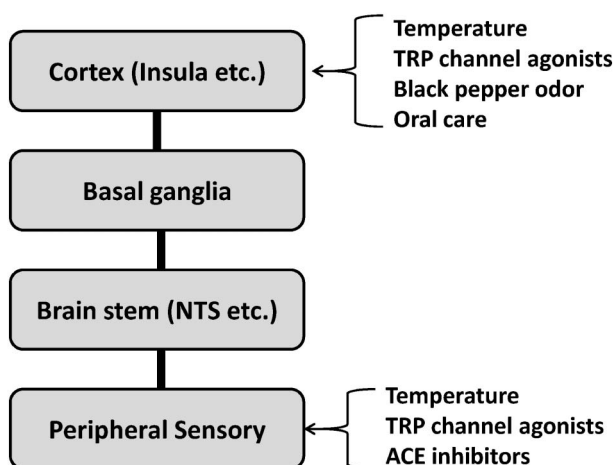 Temperature
TRP channel agonists
Black pepper odor
Oral care
Cortex (Insula etc.)
Basal ganglia
Brain stem (NTS etc.)
Peripheral Sensory
Temperature
TRP channel agonists
ACE inhibitors